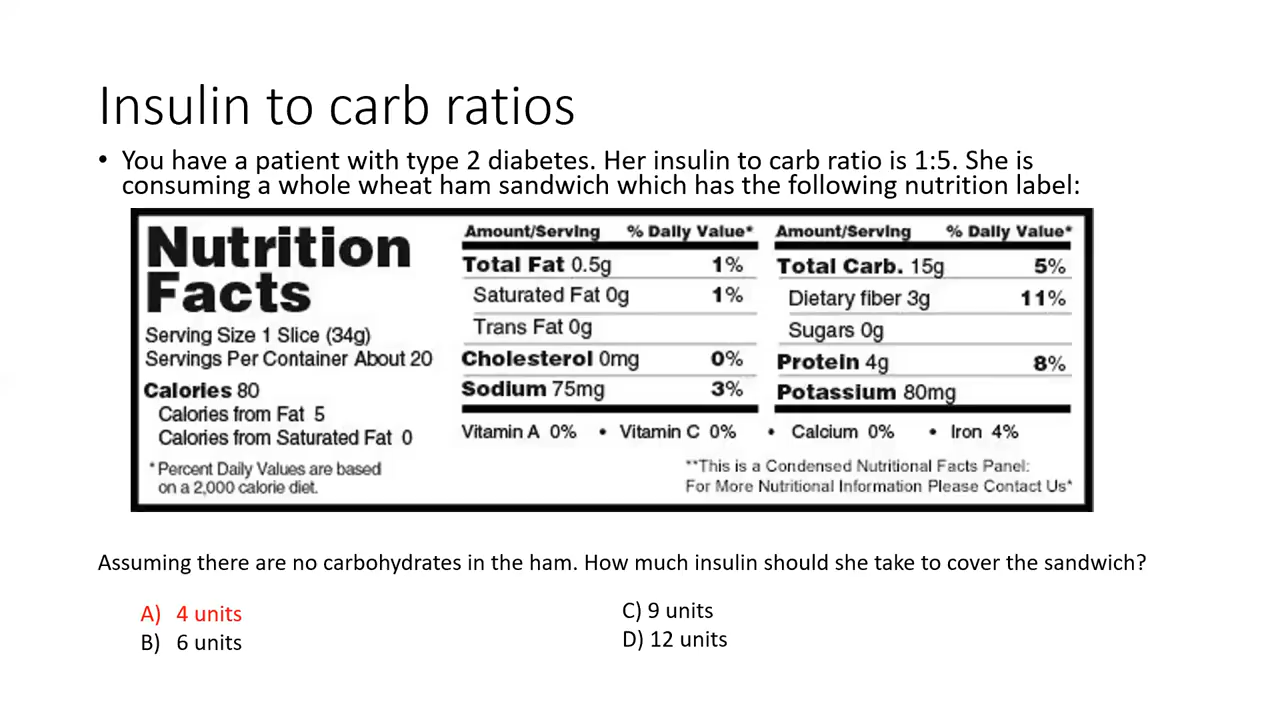 Insulin to carb ratios
• You have a patient with type 2 diabetes. Her insulin to carb ratio is 1:5. She is
consuming a whole wheat ham sandwich which has the following nutrition label:
Nutrition
Facts
Serving Size 1 Slice (34g)
Servings Per Container About 20
Calories 80
Calories from Fat 5
Calories from Saturated Fat 0
*Percent Daily Values are based
on a 2,000 calorie diet.
Amount/Serving % Daily Value*
Total Fat 0.5g 1%
Saturated Fat 0g 1%
Trans Fat 0g
Cholesterol 0mg 0%
Sodium 75mg 3%
Amount/Serving % Daily Value*
Total Carb. 15g 5%
Dietary fiber 3g 11%
Sugars 0g
Protein 4g 8%
Potassium 80mg
Vitamin A 0% • Vitamin C 0% • Calcium 0% • Iron 4%
**This is a Condensed Nutritional Facts Panel:
For More Nutritional Information Please Contact Us*
Assuming there are no carbohydrates in the ham. How much insulin should she take to cover the sandwich?
A) 4 units
B) 6 units
C) 9 units
D) 12 units